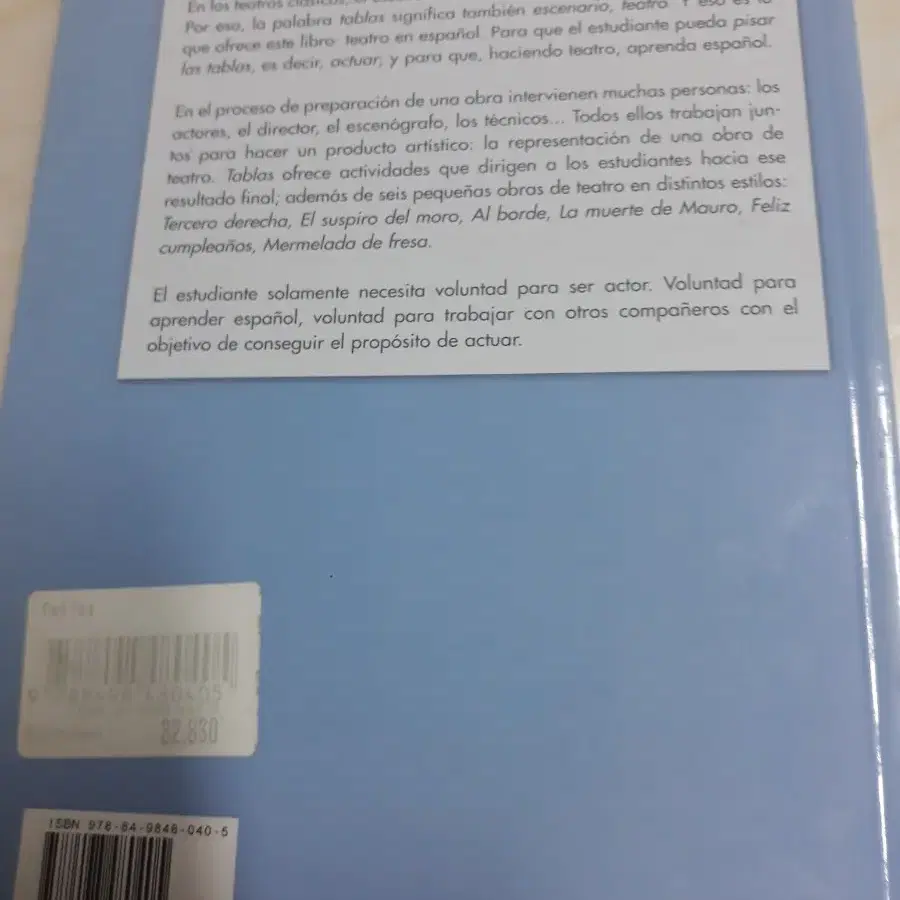 En los teatros clásicos, el
Por eso, la palabra tablas significa también escenario, teatro. Y eso es lo
que ofrece este libro: teatro en español. Para que el estudiante pueda pisar
las tablas, es decir, actuar, y para que, haciendo teatro, aprenda español.
En el proceso de preparación de una obra intervienen muchas personas: los
actores, el director, el escenógrafo, los técnicos... Todos ellos trabajan jun-
tos para hacer un producto artístico: la representación de una obra de
teatro. Tablas ofrece actividades que dirigen a los estudiantes hacia ese
resultado final; además de seis pequeñas obras de teatro en distintos estilos:
Tercero derecha, El suspiro del moro, Al borde, La muerte de Mauro, Feliz
cumpleaños, Mermelada de fresa.
El estudiante solamente necesita voluntad para ser actor. Voluntad para
aprender español, voluntad para trabajar con otros compañeros con el
objetivo de conseguir el propósito de actuar.
Tablas
32,830
ISBN 978-84-9848-040-5